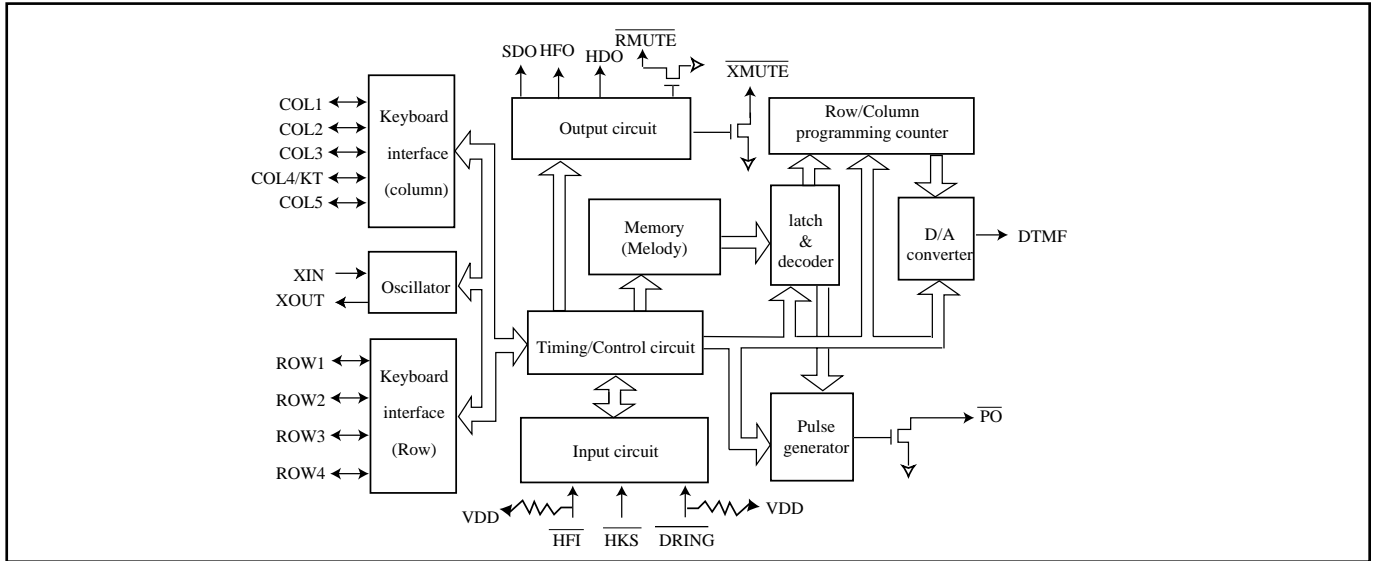 SDO HFO HDO RMUTE
XMUTE
COL1
COL2
COL3
COL4/KT
COL5
Keyboard
interface
(column)
Output circuit
Row/Column
programming counter
Memory
(Melody)
latch
&
decoder
D/A
converter
DTMF
XIN
XOUT
Oscillator
Timing/Control circuit
ROW1
ROW2
ROW3
ROW4
Keyboard
interface
(Row)
Input circuit
Pulse
generator
PO
VDD
VDD
HFI HKS DRING